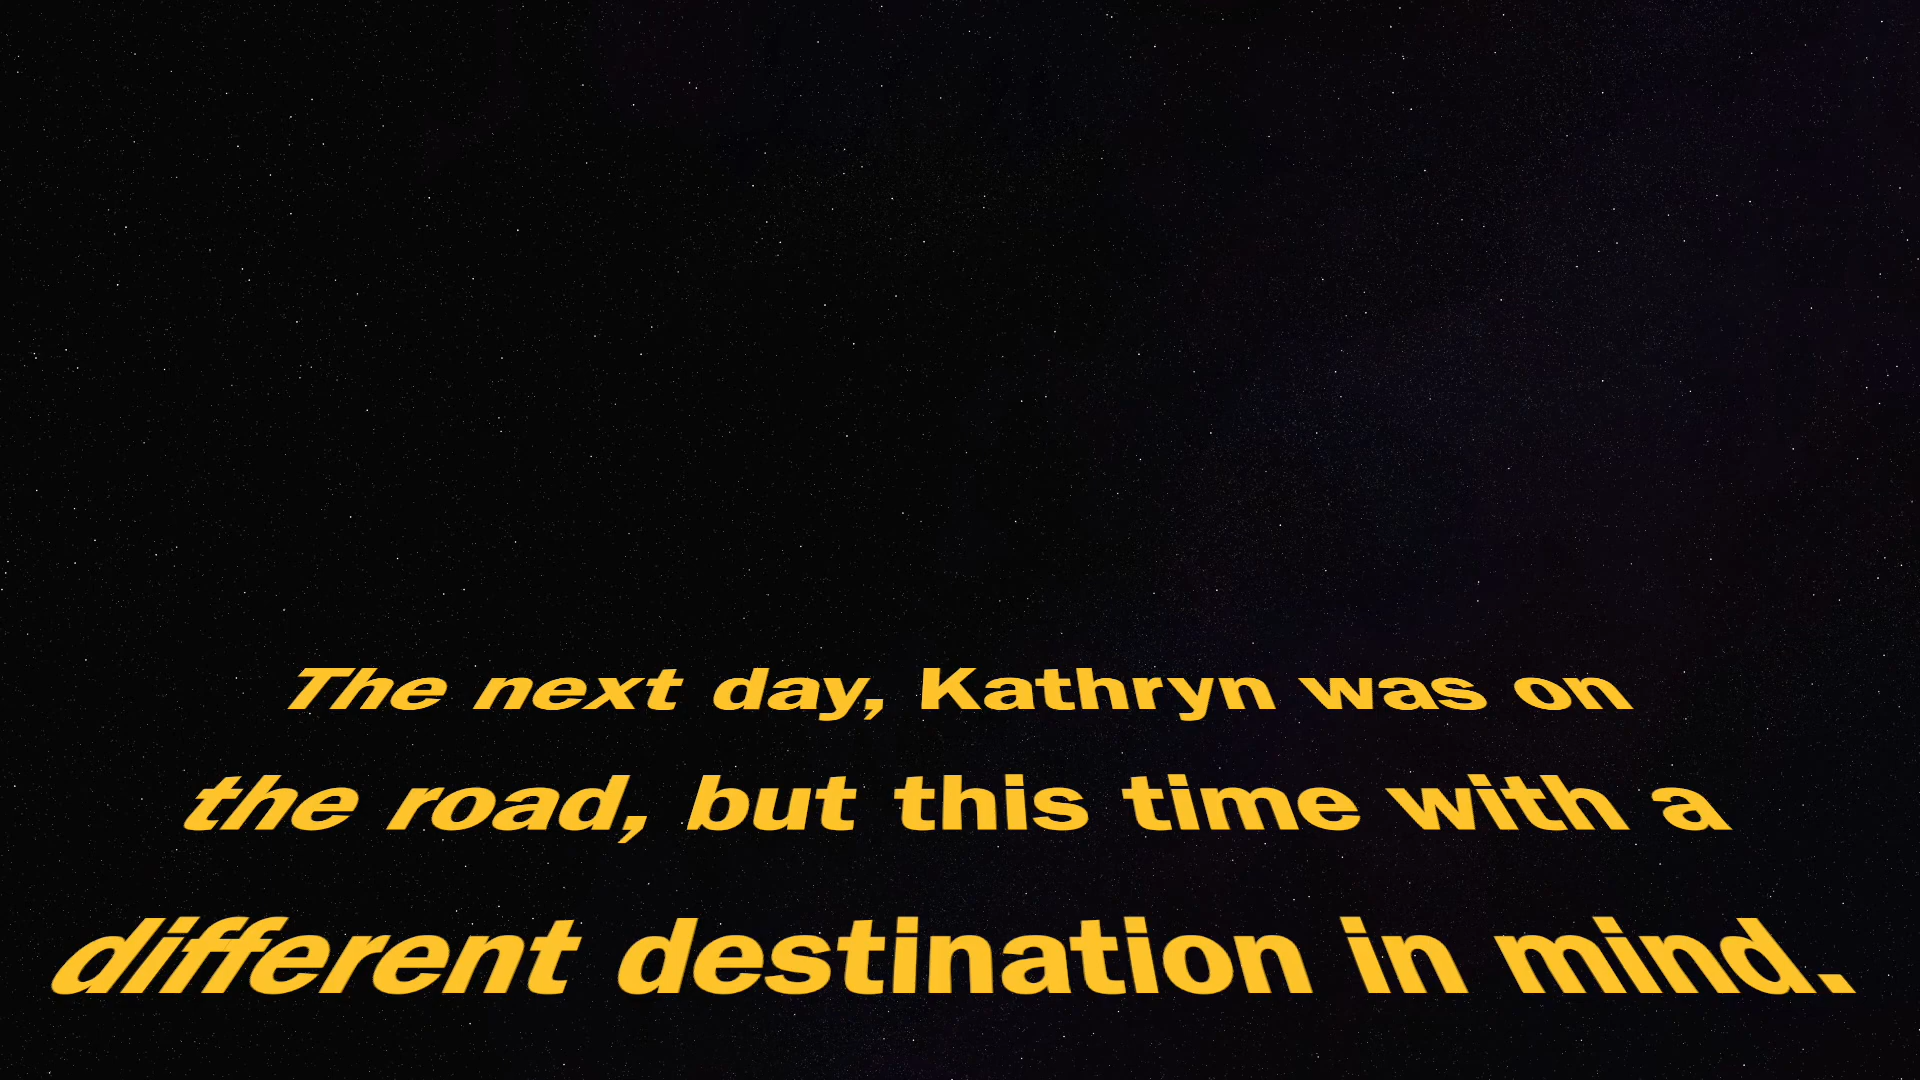 The next day, Kathryn was on
the road, but this time with a
different destination in mind.